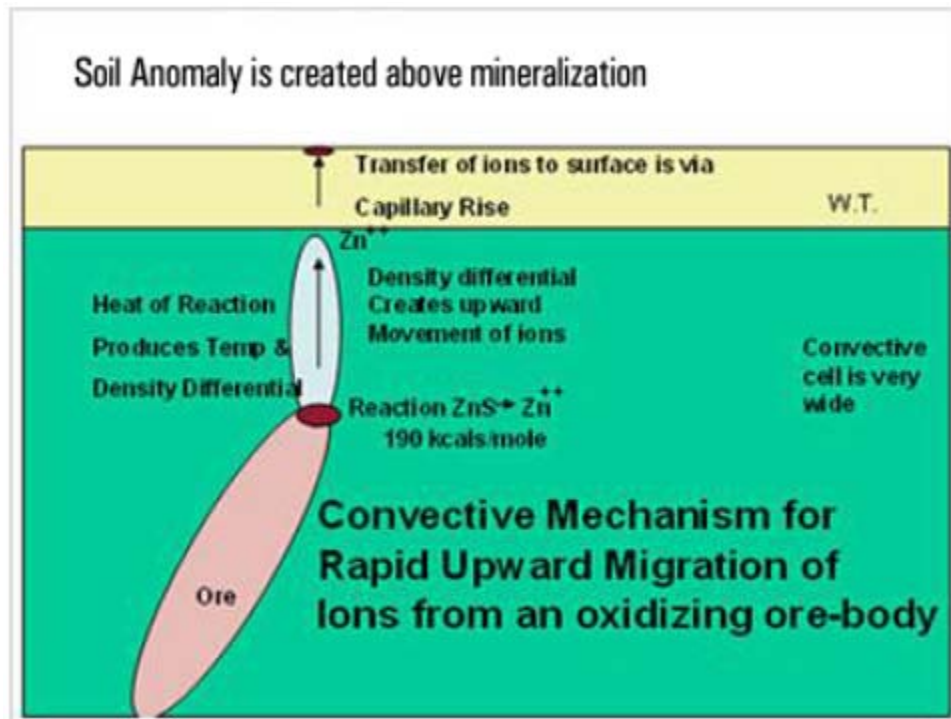 Soil Anomaly is created above mineralization
Transfer of ions to surface is via
Capillary Rise
W.T.
Zn++
Density differential
Creates upward
Movement of ions
Heat of Reaction
Produces Temp &
Density Differential
Convective
cell is very
wide
Reaction ZnS→ Zn++
190 kcals/mole
Convective Mechanism for
Rapid Upward Migration of
Ions from an oxidizing ore-body
Ore